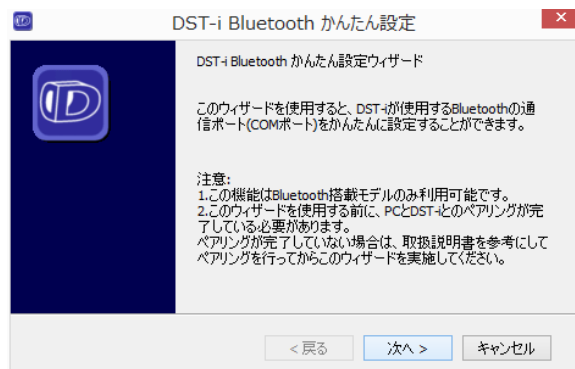 DST-i Bluetooth かんたん設定
DST-i Bluetooth かんたん設定ウィザード
このウィザードを使用すると、DST-iが使用するBluetoothの通
信ポート(COMポート)をかんたんに設定することができます。
注意:
1.この機能はBluetooth搭載モデルのみ利用可能です。
2.このウィザードを使用する前に、PCとDST-iとのペアリングが完
了している必要があります。
ペアリングが完了していない場合は、取扱説明書を参考にして
ペアリングを行ってからこのウィザードを実施してください。
< 戻る
次へ >
キャンセル